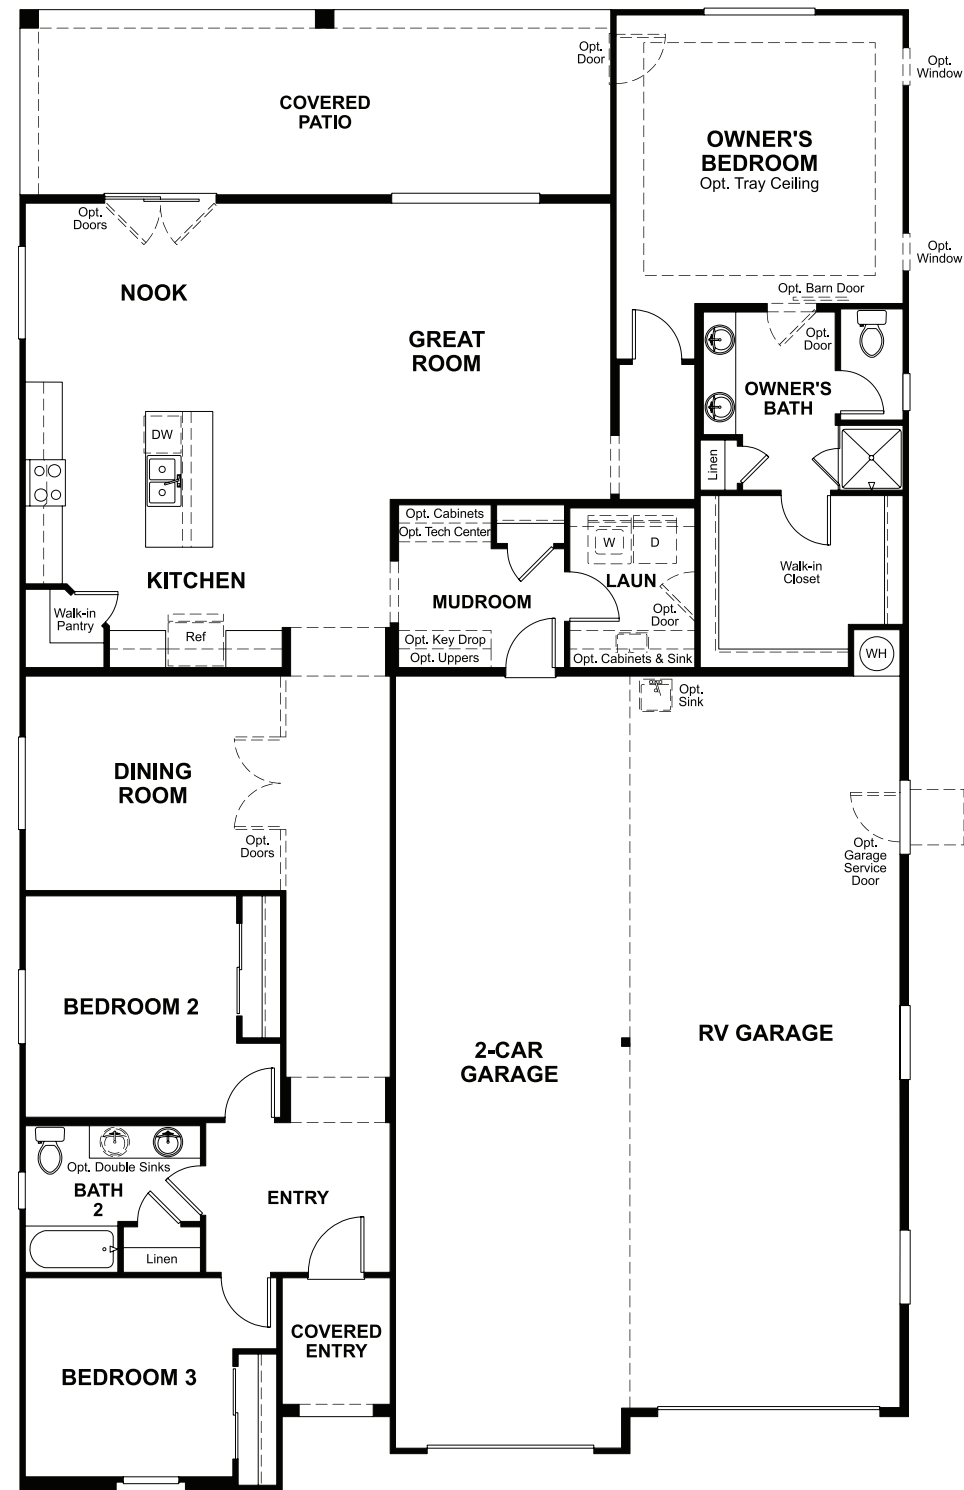 Opt.
Door
Opt.
Window
COVERED
PATIO
OWNER'S
BEDROOM
Opt. Tray Ceiling
Opt.
Doors
Opt.
Window
NOOK
Opt. Barn Door
GREAT
ROOM
Opt.
Door
OWNER'S
BATH
DW
Linen
Opt. Cabinets
Opt. Tech Center
W
D
KITCHEN
LAUN
Walk-in
Closet
MUDROOM
Walk-in
Pantry
Opt.
Door
Ref
Opt. Key Drop
Opt. Uppers
Opt. Cabinets & Sink
WH
Opt.
Sink
DINING
ROOM
Opt.
Doors
Opt.
Garage
Service
Door
BEDROOM 2
2-CAR
GARAGE
RV GARAGE
Opt. Double Sinks
BATH
2
ENTRY
Linen
COVERED
ENTRY
BEDROOM 3